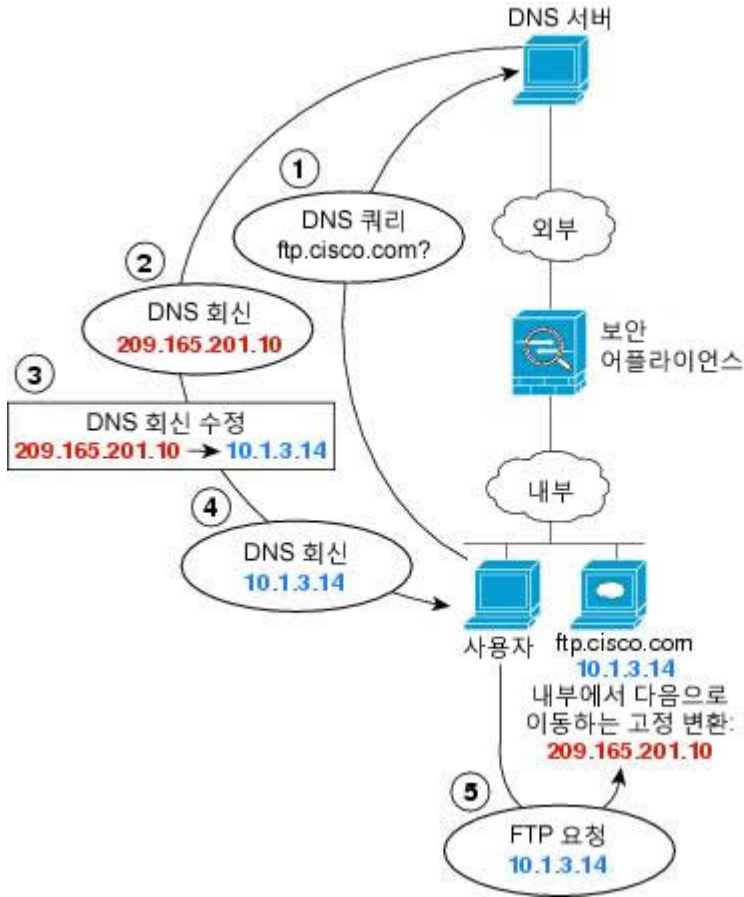 DNS 서버
1
DNS 쿼리
ftp.cisco.com?
외부
2
DNS 회신
209.165.201.10
보안
어플라이언스
3
DNS 회신 수정
209.165.201.10 → 10.1.3.14
내부
4
DNS 회신
10.1.3.14
사용자
ftp.cisco.com
10.1.3.14
내부에서 다음으로
이동하는 고정 변환:
209.165.201.10
5
FTP 요청
10.1.3.14